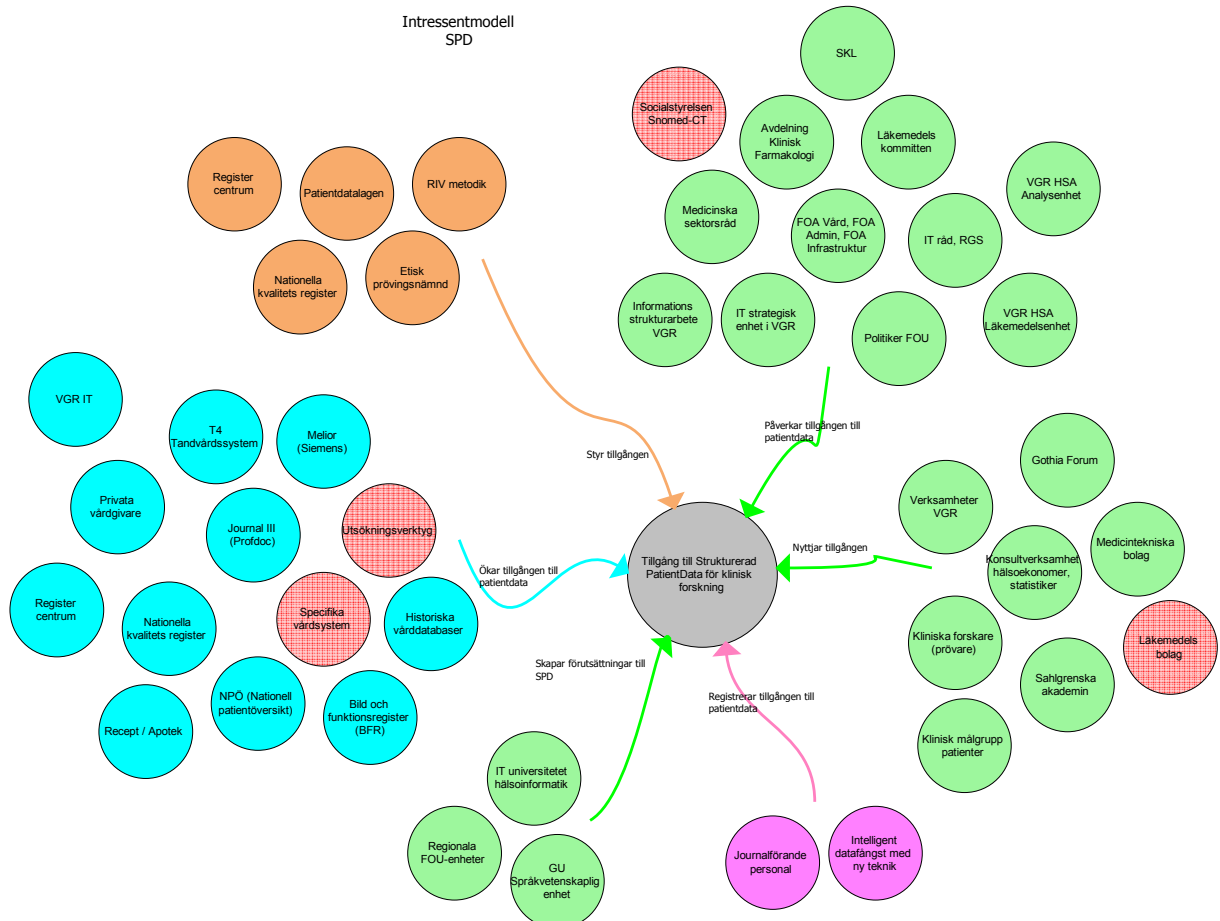 Intressentmodell
SPD
SKL
Socialstyrelsen
Snomed-CT
Avdelning
Klinisk
Farmakologi
Läkemedels
kommitten
VGR HSA
Analysenhet
Medicinska
sektorsråd
FOA Vård, FOA
Admin, FOA
Infrastruktur
IT råd, RGS
Informations
strukturarbete
VGR
IT strategisk
enhet i VGR
Politiker FOU
VGR HSA
Läkemedelsenhet
Register
centrum
Patientdatalagen
RIV metodik
Nationella
kvalitets register
Etisk
prövingsnämnd
Styr tillgången
Påverkar tillgången till
patientdata
VGR IT
T4
Tandvårdssystem
Melior
(Siemens)
Privata
vårdgivare
Journal III
(Profdoc)
Utsökningsverktyg
Register
centrum
Nationella
kvalitets register
Specifika
vårdsystem
Historiska
vårddatabaser
Recept / Apotek
NPÖ (Nationell
patientöversikt)
Bild och
funktionsregister
(BFR)
Ökar tillgången till
patientdata
Tillgång till Strukturerad
PatientData för klinisk
forskning
Nyttjar tillgången
Gothia Forum
Verksamheter
VGR
Konsultverksamhet
hälsoekonomer,
statistiker
Medicintekniska
bolag
Kliniska forskare
(prövare)
Läkemedels
bolag
Sahlgrenska
akademin
Klinisk målgrupp
patienter
Skapar förutsättningar till
SPD
Registrerar tillgången till
patientdata
IT universitetet
hälsoinformatik
Regionala
FOU-enheter
GU
Språkvetenskaplig
enhet
Journalförande
personal
Intelligent
datafångst med
ny teknik